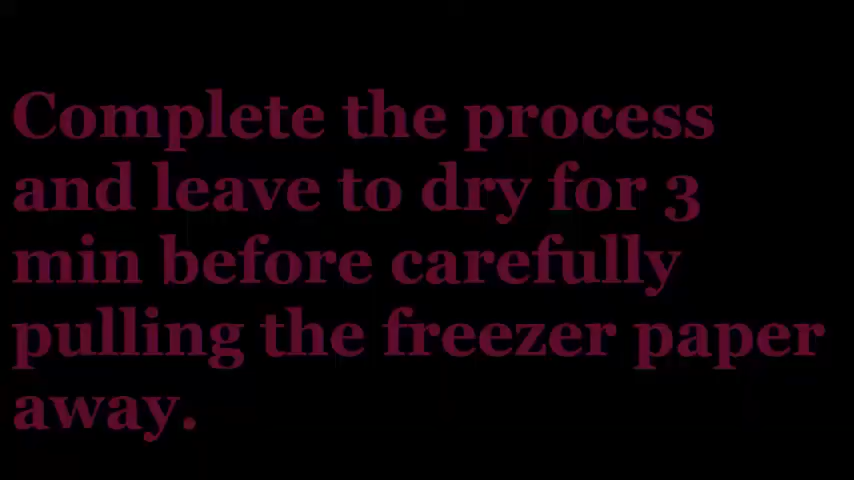 Complete the process
and leave to dry for 3
min before carefully
pulling the freezer paper
away.